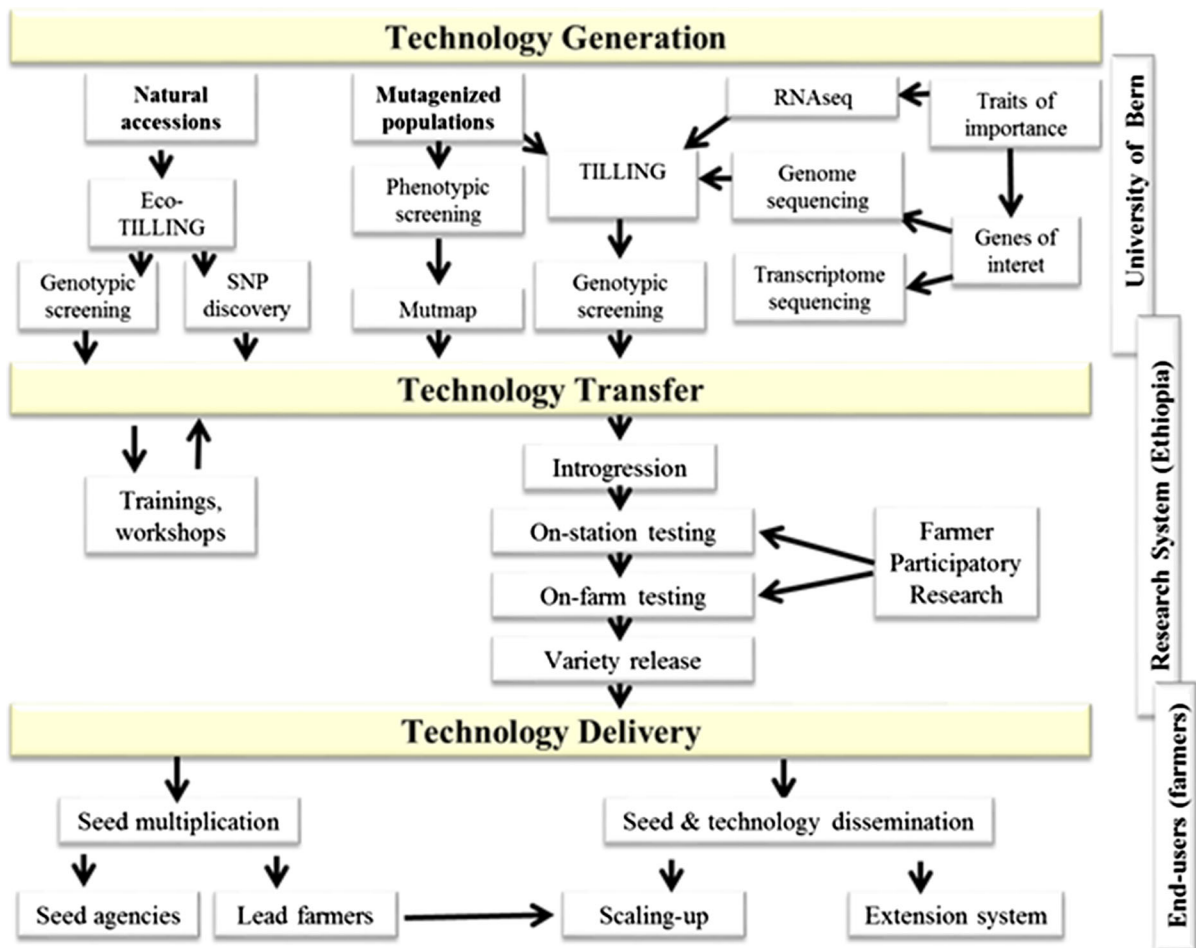 Technology Generation
Natural
accessions
Mutagenized
populations
RNAseq
Traits of
importance
TILLING
Phenotypic
screening
Genome
sequencing
Eco-
TILLING
Genes of
interet
Genotypic
screening
SNP
discovery
Mutmap
Genotypic
screening
Transcriptome
sequencing
University of Bern
Technology Transfer
Introgression
Trainings,
workshops
On-station testing
Farmer
Participatory
Research
On-farm testing
Variety release
Research System (Ethiopia)
Technology Delivery
Seed multiplication
Seed & technology dissemination
Seed agencies
Lead farmers
Scaling-up
Extension system
End-users (farmers)